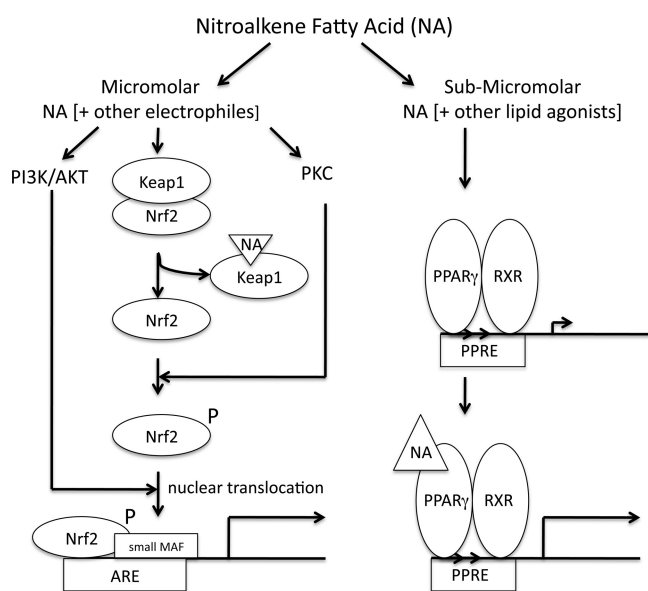 Nitroalkene Fatty Acid (NA)
Micromolar
NA [+ other electrophiles]
PI3K/AKT
PKC
Keap1
Nrf2
NA
Keap1
Nrf2
P
Nrf2
nuclear translocation
P
Nrf2
small MAF
ARE
Sub-Micromolar
NA [+ other lipid agonists]
PPARγ RXR
PPRE
NA
PPARγ RXR
PPRE